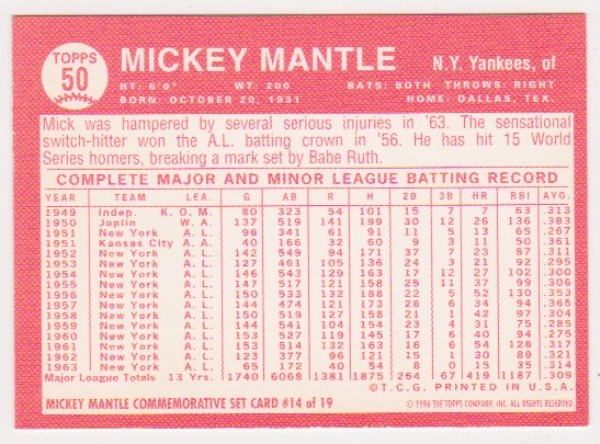 TOPPS
50
MICKEY MANTLE
N.Y. Yankees, of
HT: 6'0" WT: 200 BATS: BOTH THROWS: RIGHT
BORN: OCTOBER 20, 1931 HOME: DALLAS, TEX.
Mick was hampered by several serious injuries in '63. The sensational
switch-hitter won the A.L. batting crown in '56. He has hit 15 World
Series homers, breaking a mark set by Babe Ruth.
COMPLETE MAJOR AND MINOR LEAGUE BATTING RECORD
YEAR TEAM LEA. G AB R H 2B 3B HR RBI AVG.
1949 Indep. K. O. M. 80 323 54 101 15 7 7 63 .313
1950 Joplin W. A. 137 519 141 199 30 12 26 136 .383
1951 New York A. L. 96 341 61 91 11 5 13 65 .267
1951 Kansas City A. A. 40 166 32 60 9 3 11 50 .361
1952 New York A. L. 142 549 94 171 37 7 23 87 .311
1953 New York A. L. 127 461 105 136 24 3 21 92 .295
1954 New York A. L. 146 543 129 163 17 12 27 102 .300
1955 New York A. L. 147 517 121 158 25 11 37 99 .306
1956 New York A. L. 150 533 132 188 22 5 52 130 .353
1957 New York A. L. 144 474 121 173 28 6 34 94 .365
1958 New York A. L. 150 519 127 158 21 1 42 97 .304
1959 New York A. L. 144 541 104 154 23 4 31 75 .285
1960 New York A. L. 153 527 119 145 17 6 40 94 .275
1961 New York A. L. 153 514 132 163 16 6 54 128 .317
1962 New York A. L. 123 377 96 121 15 1 30 89 .321
1963 New York A. L. 65 172 40 54 8 0 15 35 .314
Major League Totals 13 Yrs. 1740 6068 1381 1875 264 67 419 1187 .309
©T.C.G. PRINTED IN U.S.A.
MICKEY MANTLE COMMEMORATIVE SET CARD #14 OF 19
© 1996 THE TOPPS COMPANY, INC. ALL RIGHTS RESERVED.